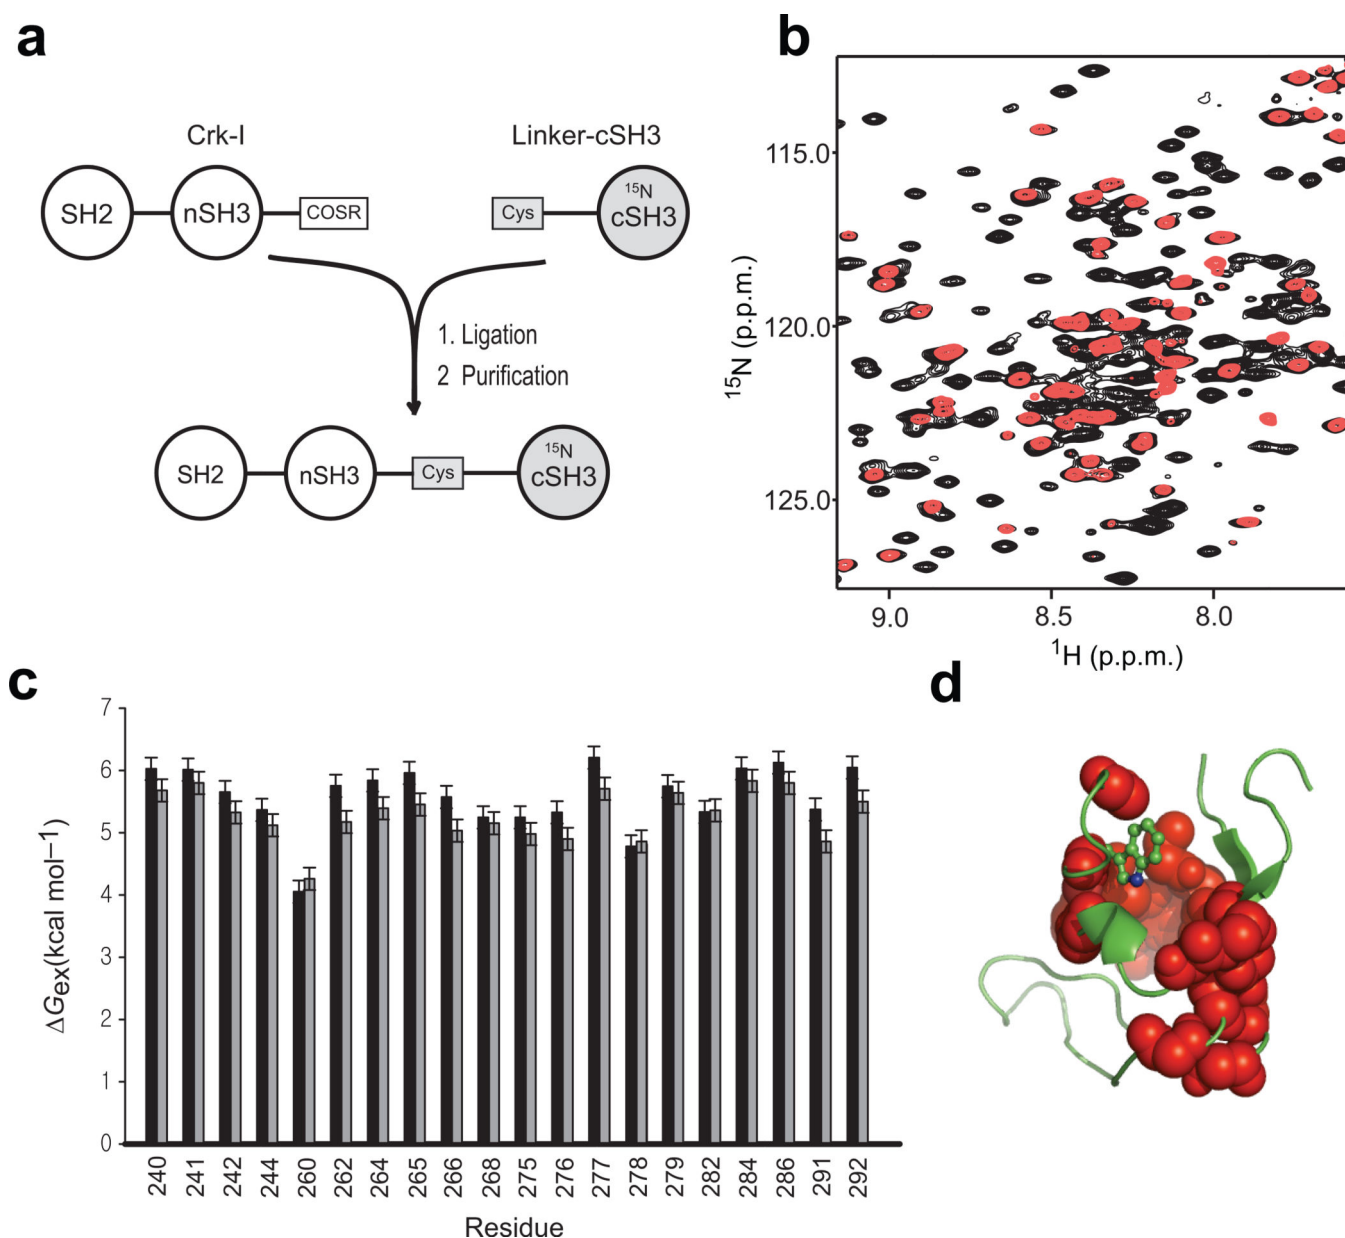 a
Crk-I
Linker-cSH3
SH2
nSH3
COSR
Cys
15N
cSH3
1. Ligation
2 Purification
SH2
nSH3
Cys
15N
cSH3
b
115.0
120.0
125.0
15N (p.p.m.)
9.0 8.5 8.0
1H (p.p.m.)
c
7
6
5
4
3
2
1
0
ΔGex(kcal mol–1)
240 241 242 244 260 262 264 265 266 268 275 276 277 278 279 282 284 286 291 292
Residue
d